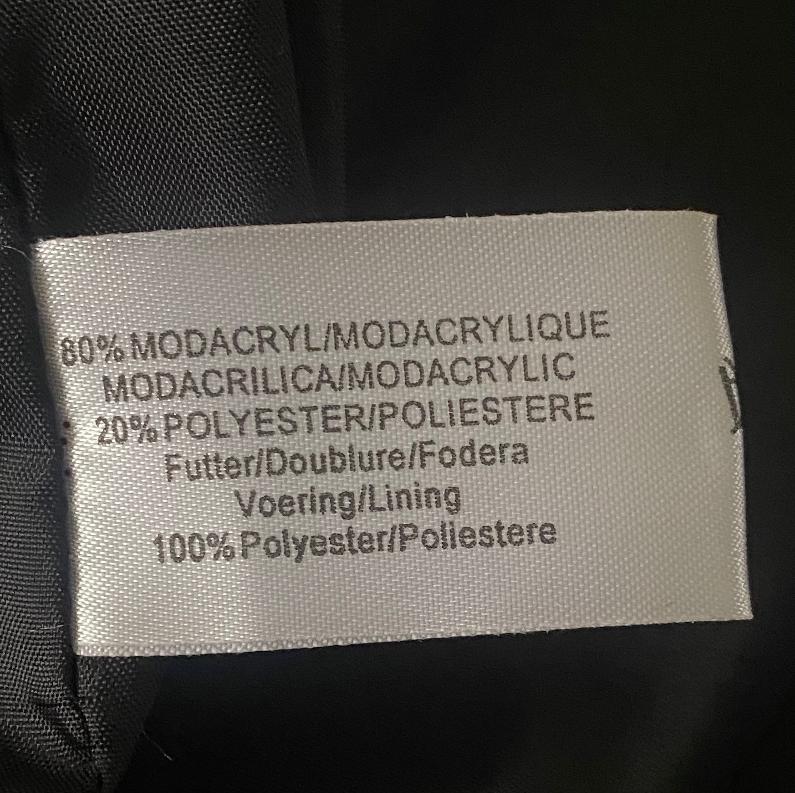 80% MODACRYL/MODACRYLIQUE
MODACRILICA/MODACRYLIC
20% POLYESTER/POLIESTERE
Futter/Doublure/Fodera
Voering/Lining
100% Polyester/Poliestere